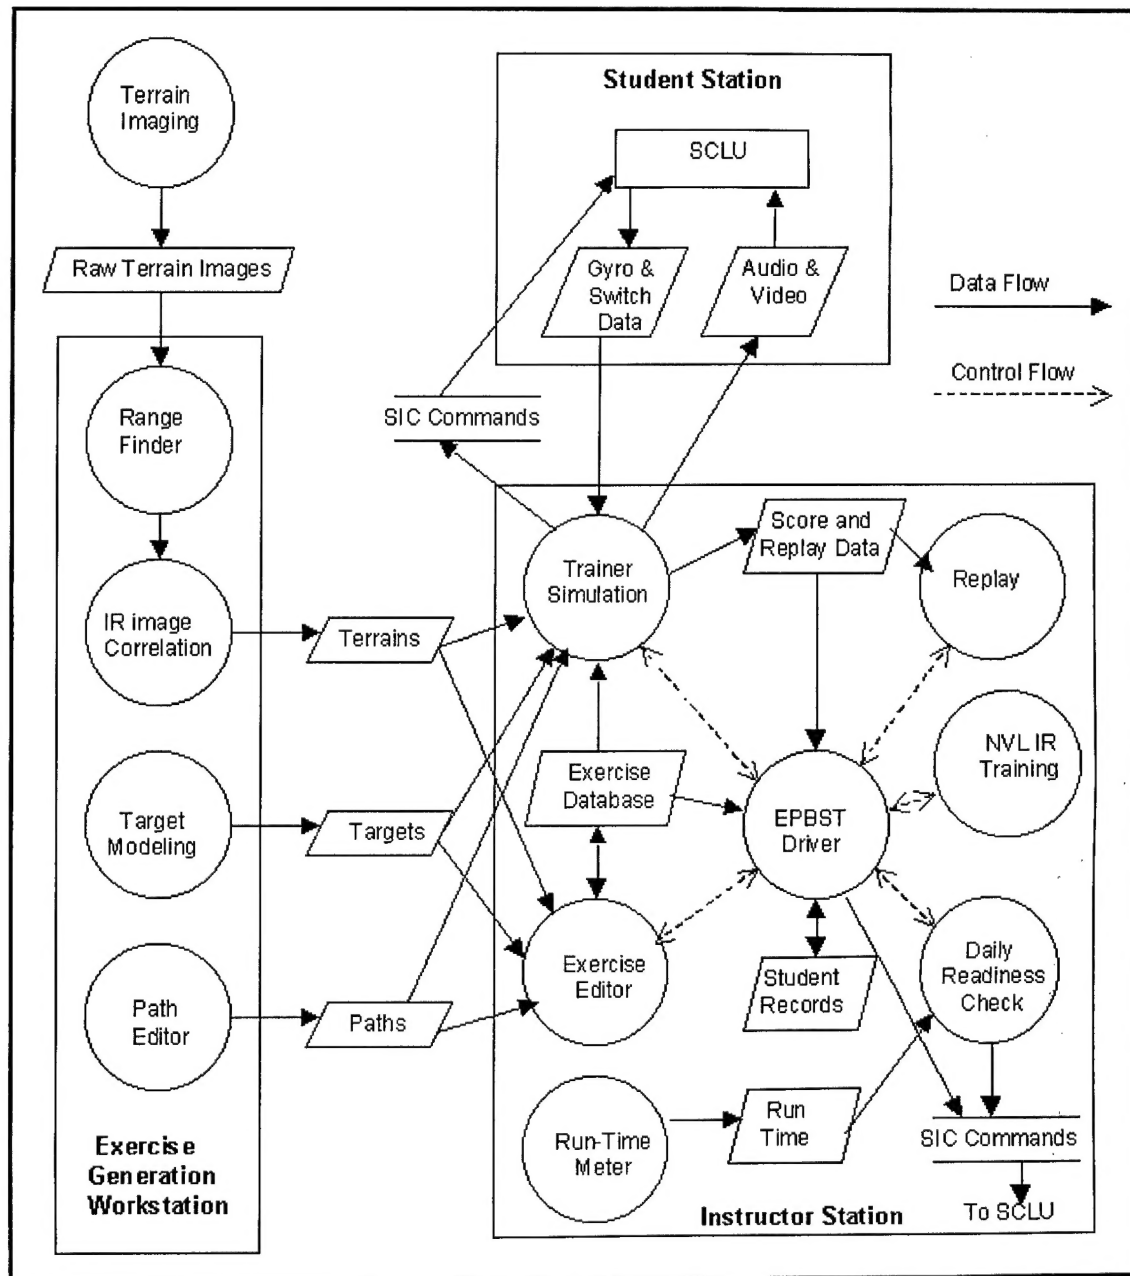 Terrain
Imaging
Raw Terrain Images
Range
Finder
IR image
Correlation
Target
Modeling
Path
Editor
Exercise
Generation
Workstation
Terrains
Targets
Paths
SIC Commands
Student Station
SCLU
Gyro &
Switch
Data
Audio &
Video
Data Flow
Control Flow
Trainer
Simulation
Score and
Replay Data
Replay
Exercise
Database
EPBST
Driver
NVL IR
Training
Exercise
Editor
Student
Records
Daily
Readiness
Check
Run-Time
Meter
Run
Time
SIC Commands
To SCLU
Instructor Station